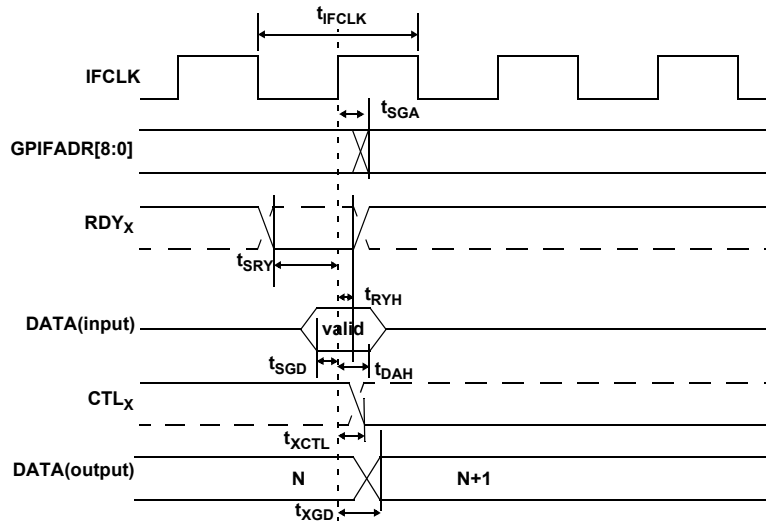 tIFCLK
IFCLK
tSGA
GPIFADR[8:0]
RDYX
tSRY
tRYH
DATA(input)
valid
tSGD
tDAH
CTLX
tXCTL
DATA(output)
N
N+1
tXGD